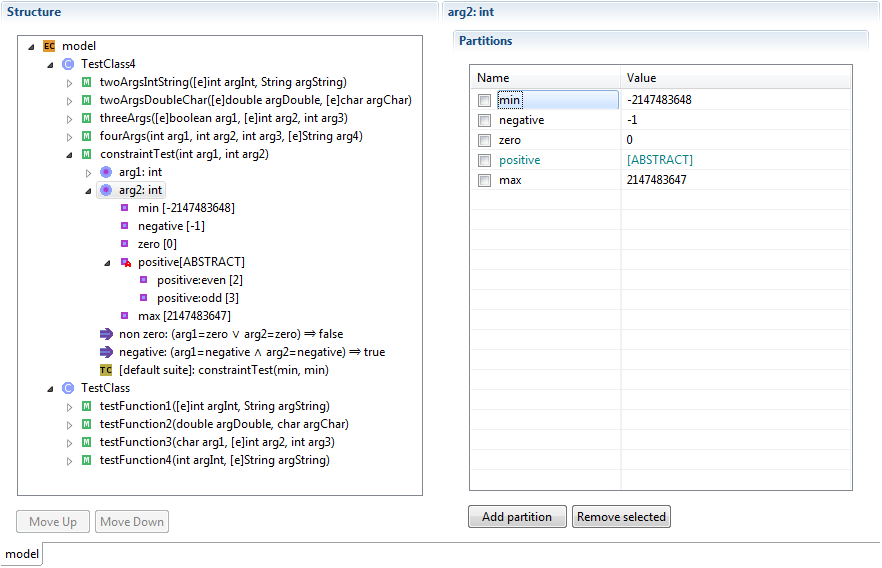 Structure
EC model
C TestClass4
M twoArgsIntString([e]int argInt, String argString)
M twoArgsDoubleChar([e]double argDouble, [e]char argChar)
M threeArgs([e]boolean arg1, [e]int arg2, int arg3)
M fourArgs(int arg1, int arg2, int arg3, [e]String arg4)
M constraintTest(int arg1, int arg2)
arg1: int
arg2: int
min [-2147483648]
negative [-1]
zero [0]
A positive[ABSTRACT]
positive:even [2]
positive:odd [3]
max [2147483647]
non zero: (arg1=zero ∨ arg2=zero) ⇒ false
negative: (arg1=negative ∧ arg2=negative) ⇒ true
TC [default suite]: constraintTest(min, min)
C TestClass
M testFunction1([e]int argInt, String argString)
M testFunction2(double argDouble, char argChar)
M testFunction3(char arg1, [e]int arg2, int arg3)
M testFunction4(int argInt, [e]String argString)
Move Up Move Down
model
arg2: int
Partitions
Name Value
min -2147483648
negative -1
zero 0
positive [ABSTRACT]
max 2147483647
Add partition Remove selected